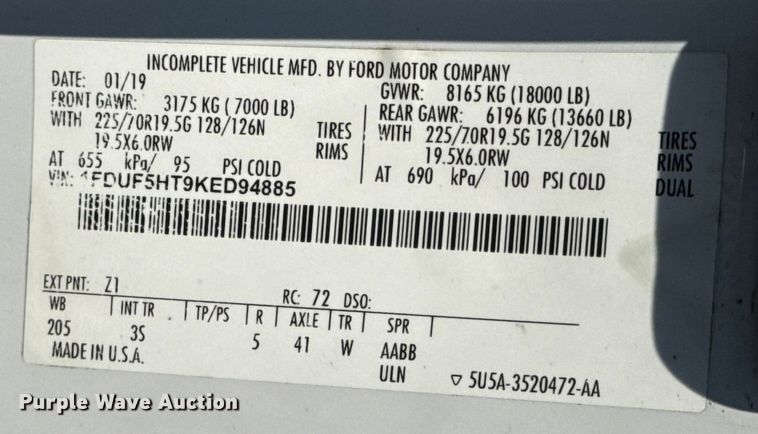 INCOMPLETE VEHICLE MFD. BY FORD MOTOR COMPANY
DATE: 01/19
GVWR: 8165 KG (18000 LB)
FRONT GAWR: 3175 KG ( 7000 LB)
REAR GAWR: 6196 KG (13660 LB)
WITH 225/70R19.5G 128/126N TIRES
WITH 225/70R19.5G 128/126N TIRES
19.5X6.0RW RIMS
19.5X6.0RW RIMS
AT 655 kPa/ 95 PSI COLD
AT 690 kPa/ 100 PSI COLD DUAL
VIN: 1FDUF5HT9KED94885
EXT PNT: Z1 RC: 72 DSO:
WB INT TR TP/PS R AXLE TR SPR
205 3S 5 41 W AABB
MADE IN U.S.A. ULN ▽ 5U5A-3520472-AA
Purple Wave Auction